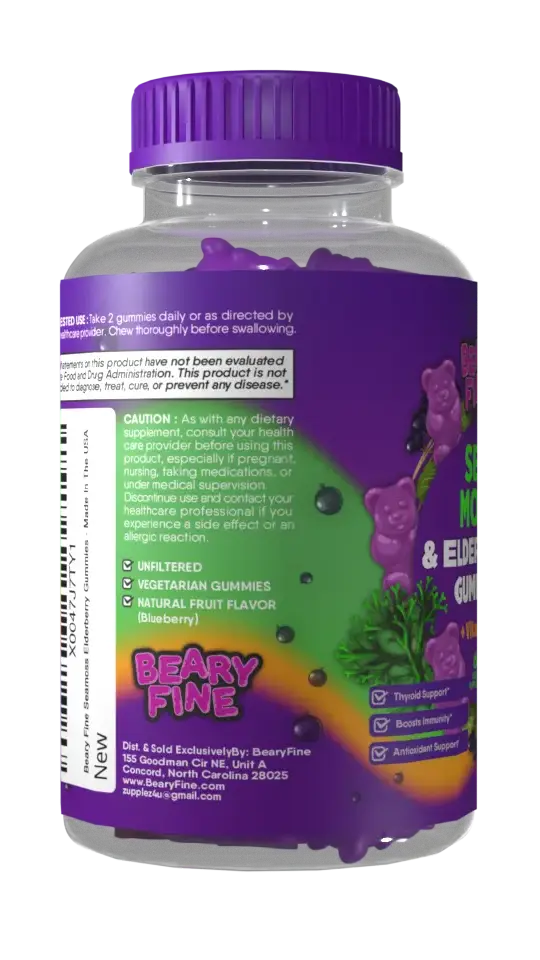 ESTED USE : Take 2 gummies daily or as directed by
healthcare provider. Chew thoroughly before swallowing.
statements on this product have not been evaluated
Food and Drug Administration. This product is not
to diagnose, treat, cure, or prevent any disease.*
CAUTION : As with any dietary
supplement, consult your health
care provider before using this
product, especially if pregnant,
nursing, taking medications, or
under medical supervision.
Discontinue use and contact your
healthcare professional if you
experience a side effect or an
allergic reaction.
UNFILTERED
VEGETARIAN GUMMIES
NATURAL FRUIT FLAVOR
(Blueberry)
BEARY
FINE
Dist. & Sold ExclusivelyBy: BearyFine
155 Goodman Cir NE, Unit A
Concord, North Carolina 28025
www.BearyFine.com
zupplez4u@gmail.com
X0047J7TY1
Beary Fine Seamoss Elderberry Gummies - Made In The USA
New
BEA
FI
SE
MO
& ELDER
GUM
+ Vita
Thyroid Support*
Boosts Immunity*
Antioxidant Support*